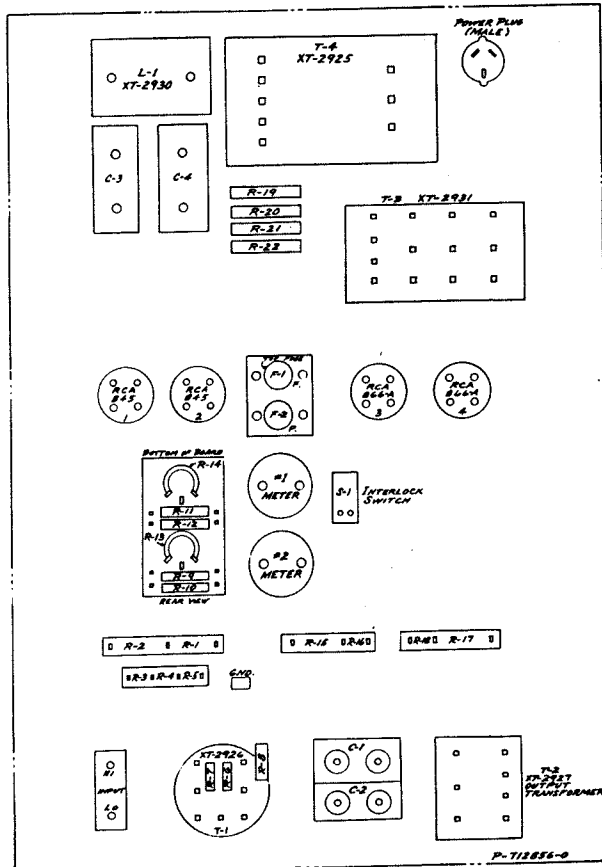 POWER PLUG
(MALE)
L-1
XT-2930
T-4
XT-2925
C-3
C-4
R-19
R-20
R-21
R-22
T-3 XT-2931
RCA
845
1
RCA
845
2
F-1
F.
F-2
P.
RCA
866-A
3
RCA
866-A
4
BOTTOM OF BOARD
R-14
R-11
R-12
R-13
R-9
R-10
REAR VIEW
#1
METER
#2
METER
S-1
INTERLOCK
SWITCH
R-2
R-1
R-15
R-16
R-18
R-17
R-3
R-4
R-5
GND.
HI
INPUT
LO
XT-2926
R-8
T-1
C-1
C-2
T-2
XT-2927
OUTPUT
TRANSFORMER
P-712856-0